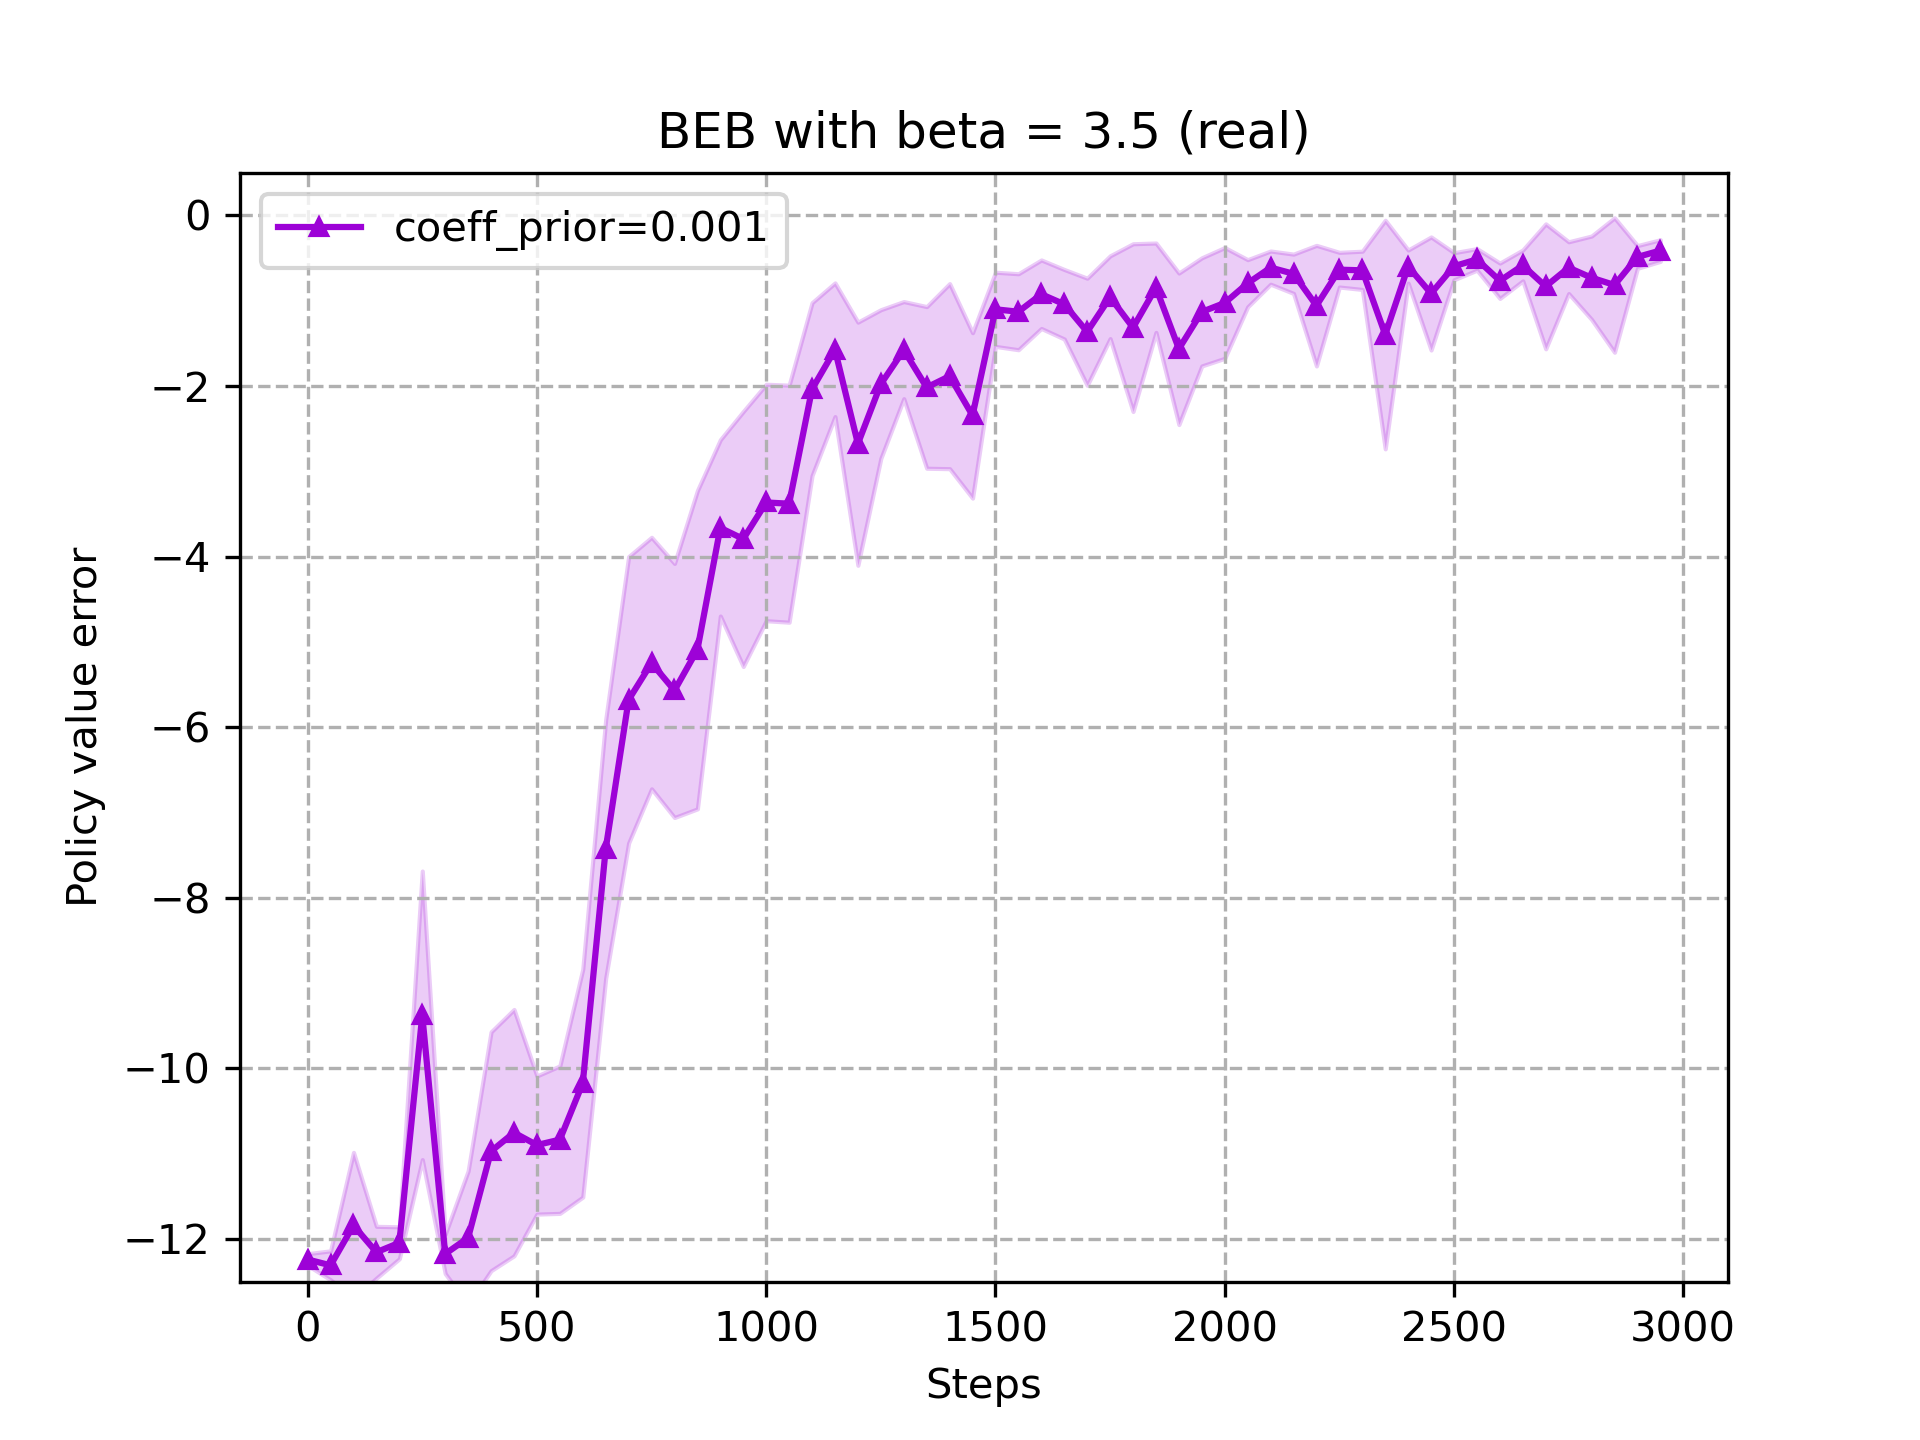 BEB with beta = 3.5 (real)
coeff_prior=0.001
Policy value error
0
−2
−4
−6
−8
−10
−12
0 500 1000 1500 2000 2500 3000
Steps